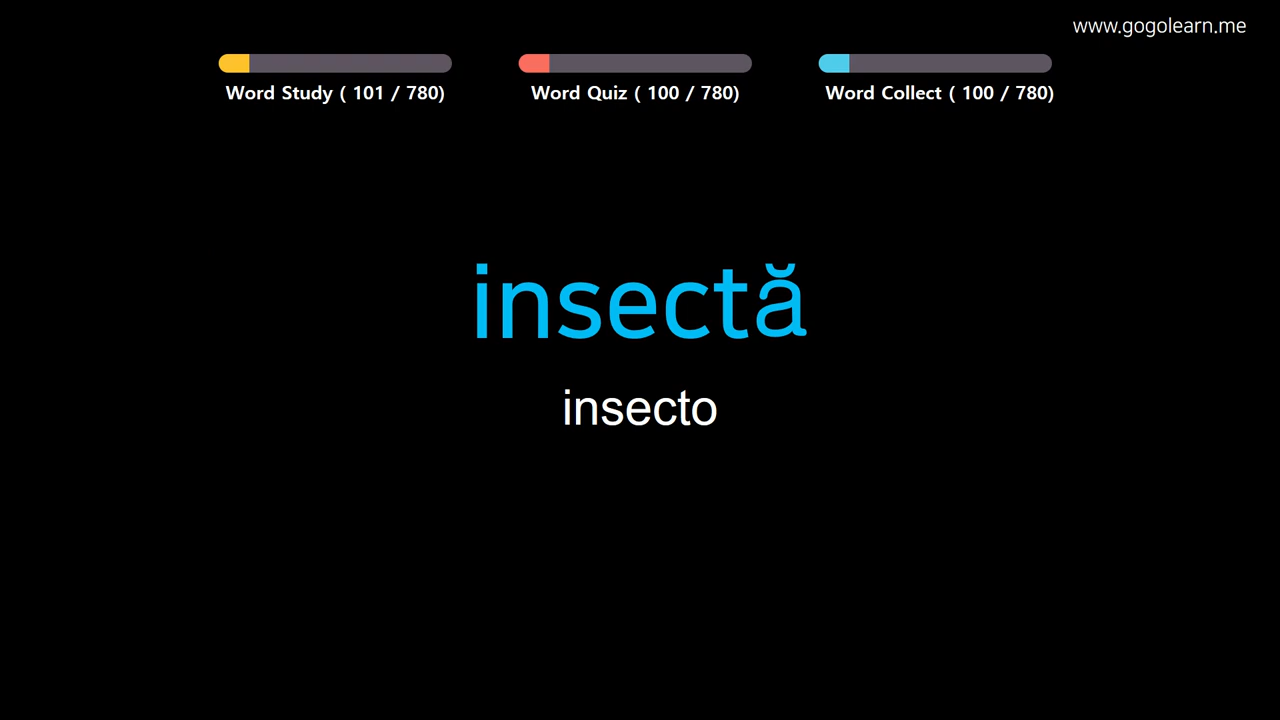 www.gogolearn.me
Word Study ( 101 / 780)
Word Quiz ( 100 / 780)
Word Collect ( 100 / 780)
insectă
insecto